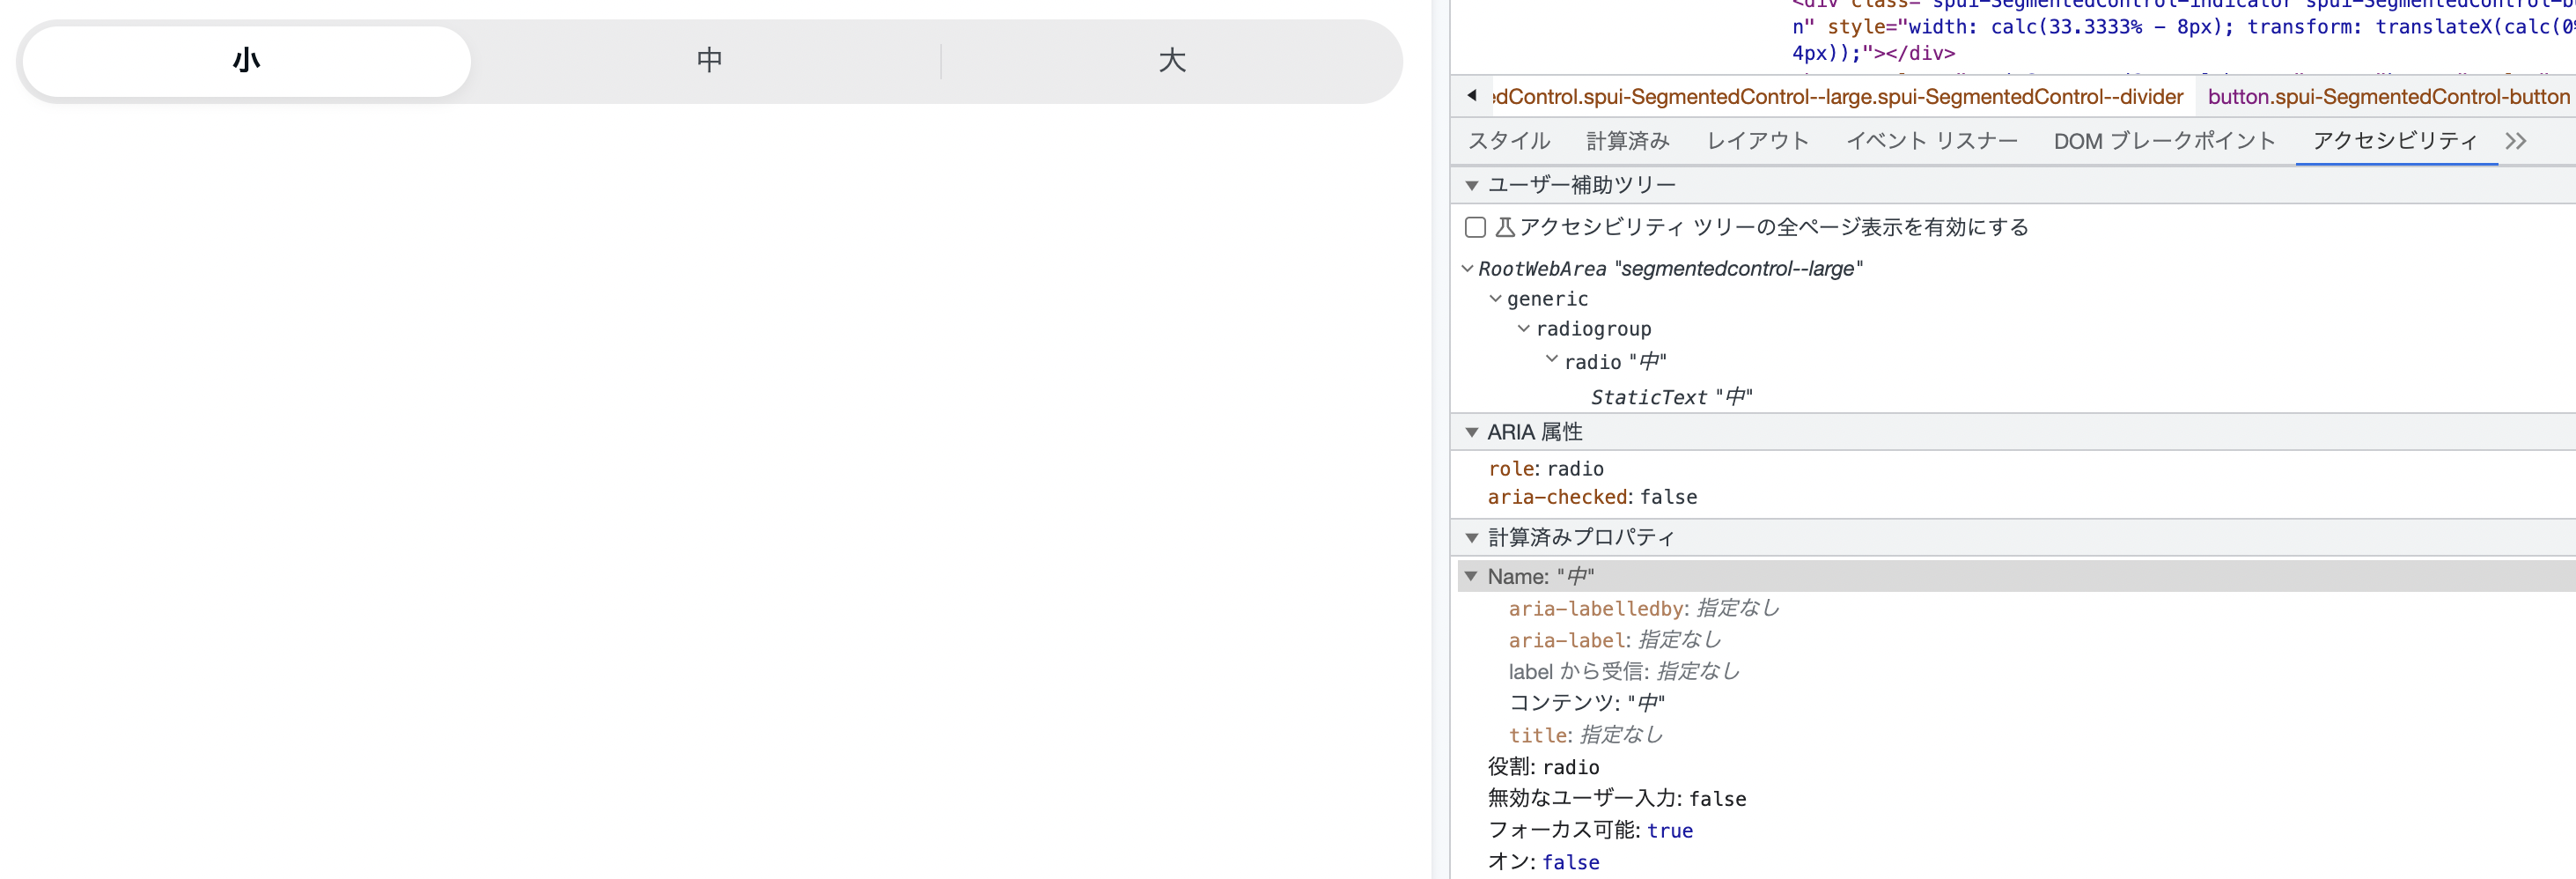 小 中 大
<div class="spui-SegmentedControl-indicator spui-SegmentedControl-bu
n" style="width: calc(33.3333% - 8px); transform: translateX(calc(0%
4px));"></div>
edControl.spui-SegmentedControl--large.spui-SegmentedControl--divider button.spui-SegmentedControl-button
スタイル 計算済み レイアウト イベント リスナー DOM ブレークポイント アクセシビリティ
ユーザー補助ツリー
アクセシビリティ ツリーの全ページ表示を有効にする
RootWebArea "segmentedcontrol--large"
generic
radiogroup
radio "中"
StaticText "中"
ARIA 属性
role: radio
aria-checked: false
計算済みプロパティ
Name: "中"
aria-labelledby: 指定なし
aria-label: 指定なし
label から受信: 指定なし
コンテンツ: "中"
title: 指定なし
役割: radio
無効なユーザー入力: false
フォーカス可能: true
オン: false